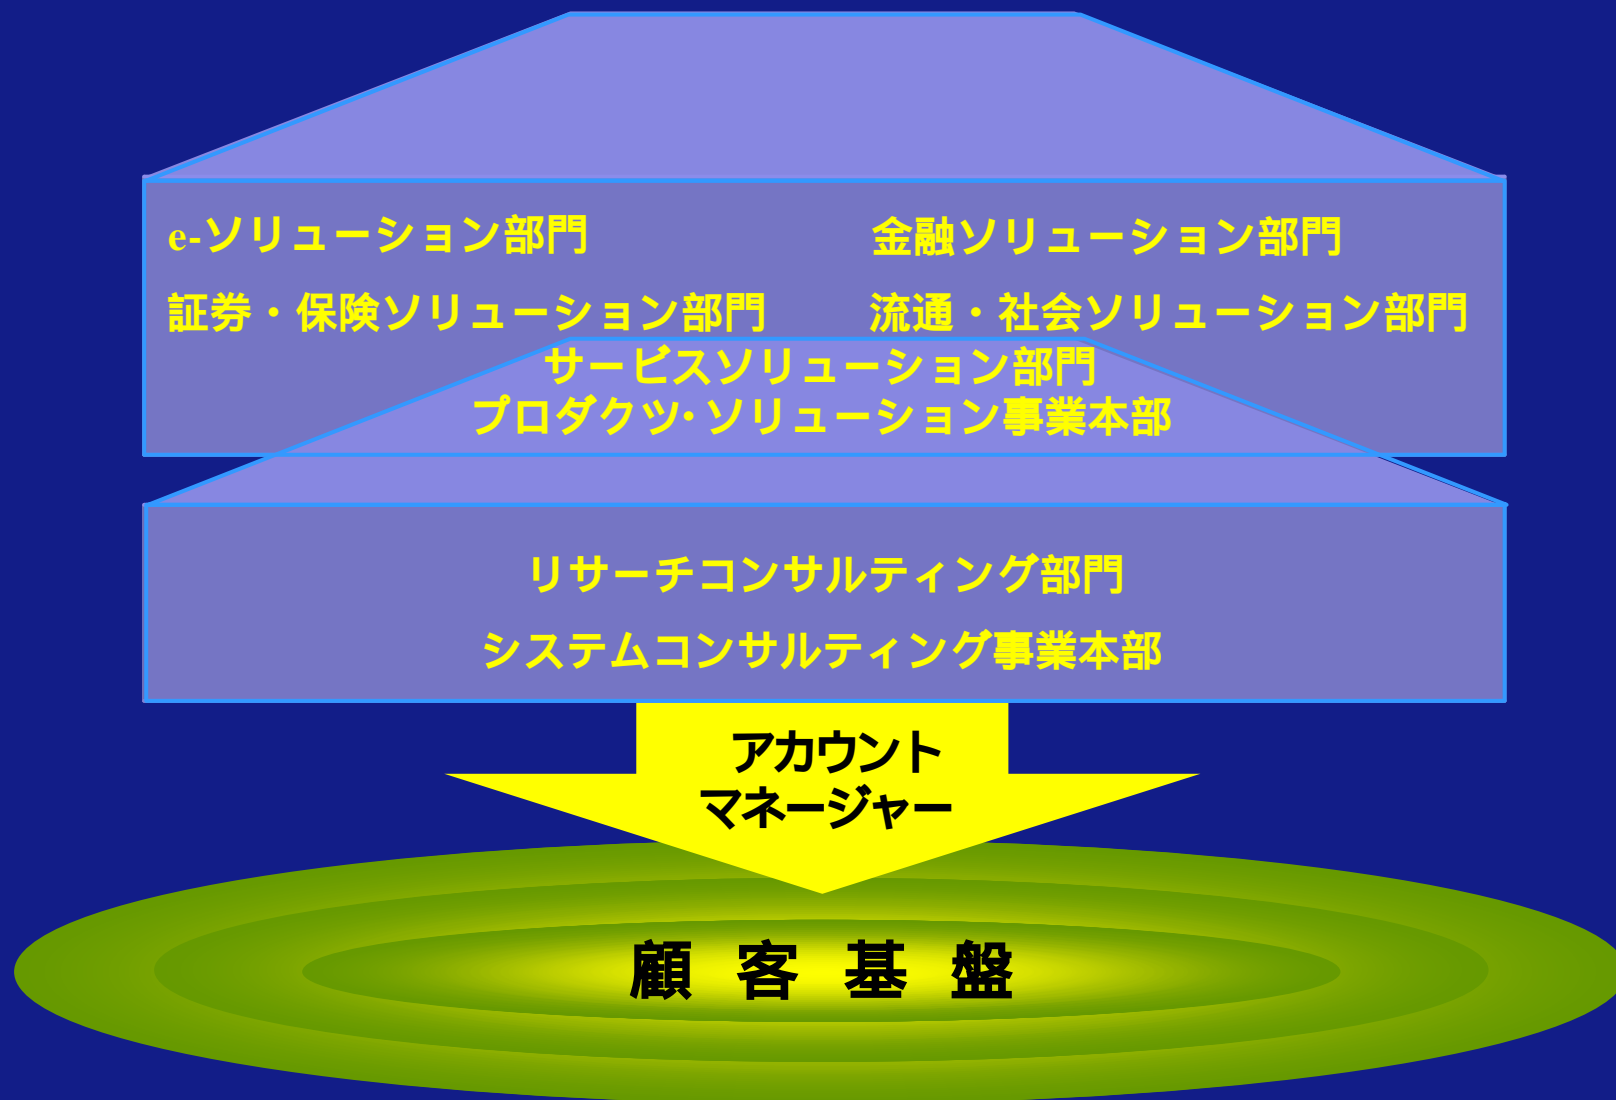 e-ソリューション部門
金融ソリューション部門
証券・保険ソリューション部門
流通・社会ソリューション部門
サービスソリューション部門
プロダクツ・ソリューション事業本部
リサーチコンサルティング部門
システムコンサルティング事業本部
アカウント
マネージャー
顧客基盤